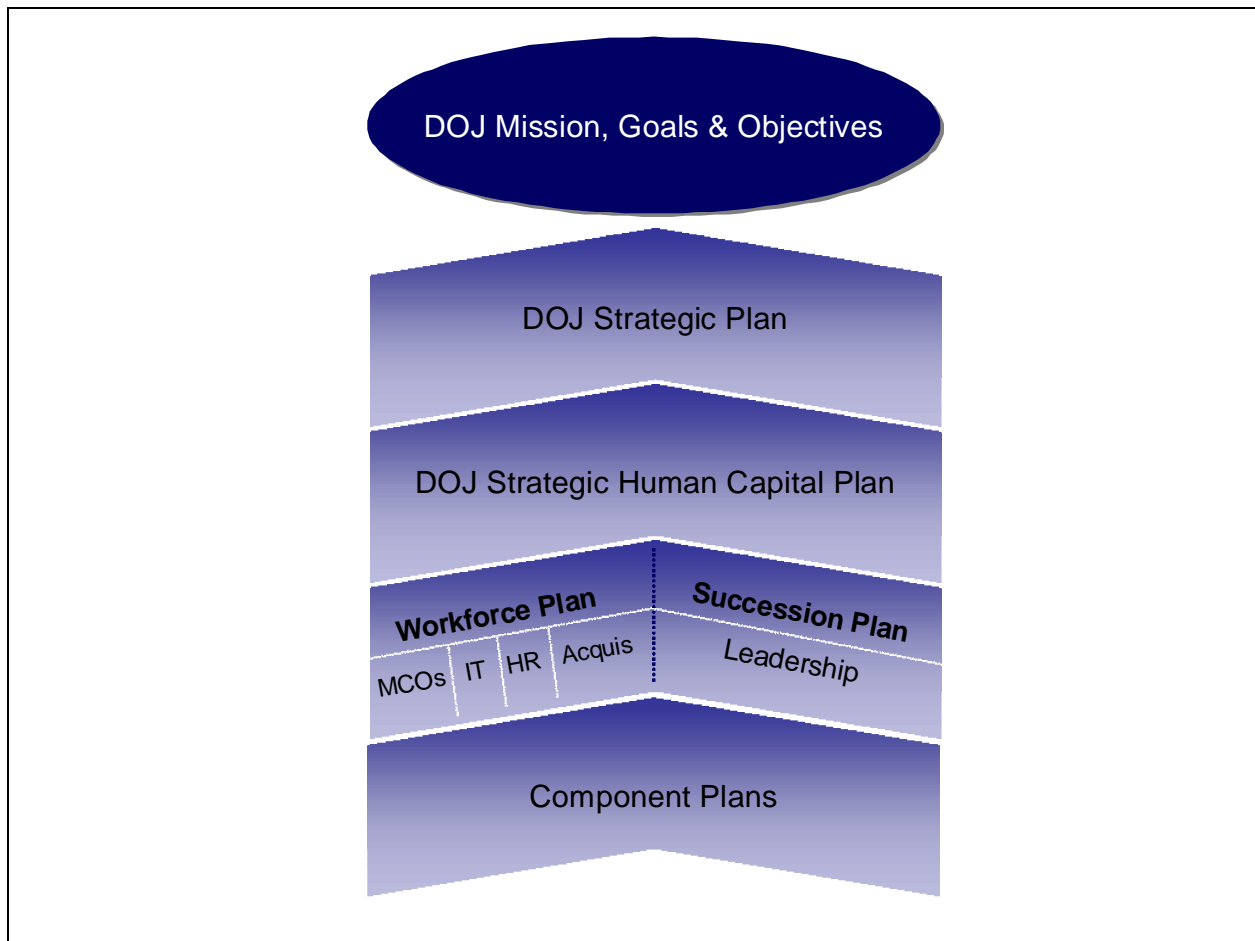 DOJ Mission, Goals & Objectives
DOJ Strategic Plan
DOJ Strategic Human Capital Plan
Workforce Plan
MCOs
IT
HR
Acquis
Succession Plan
Leadership
Component Plans